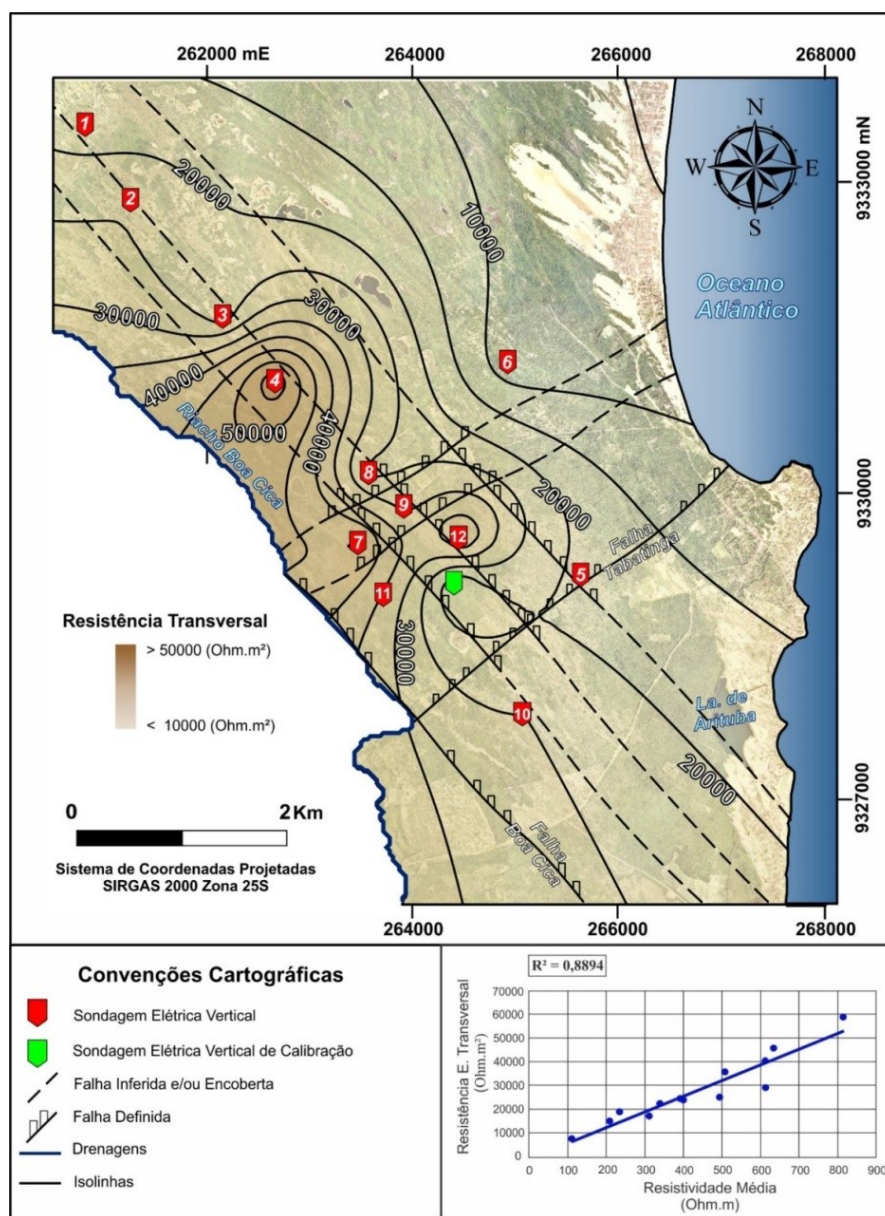 262000 mE
264000
266000
268000
1
20000
10000
N
W
E
S
9333000 mN
2
Oceano
Atlântico
30000
3
30000
6
40000
4
Riacho Boa Cica
50000
40000
8
9
20000
9330000
7
12
Falha
Tabatinga
5
11
Resistência Transversal
> 50000 (Ohm.m²)
< 10000 (Ohm.m²)
30000
10
La. de
Arituba
20000
9327000
0
2 Km
Falha
Boa Cica
Sistema de Coordenadas Projetadas
SIRGAS 2000 Zona 25S
264000
266000
268000
Convenções Cartográficas
Sondagem Elétrica Vertical
Sondagem Elétrica Vertical de Calibração
Falha Inferida e/ou Encoberta
Falha Definida
Drenagens
Isolinhas
R² = 0,8894
Resistência E. Transversal
(Ohm.m²)
70000
60000
50000
40000
30000
20000
10000
0
0 100 200 300 400 500 600 700 800 900
Resistividade Média
(Ohm.m)